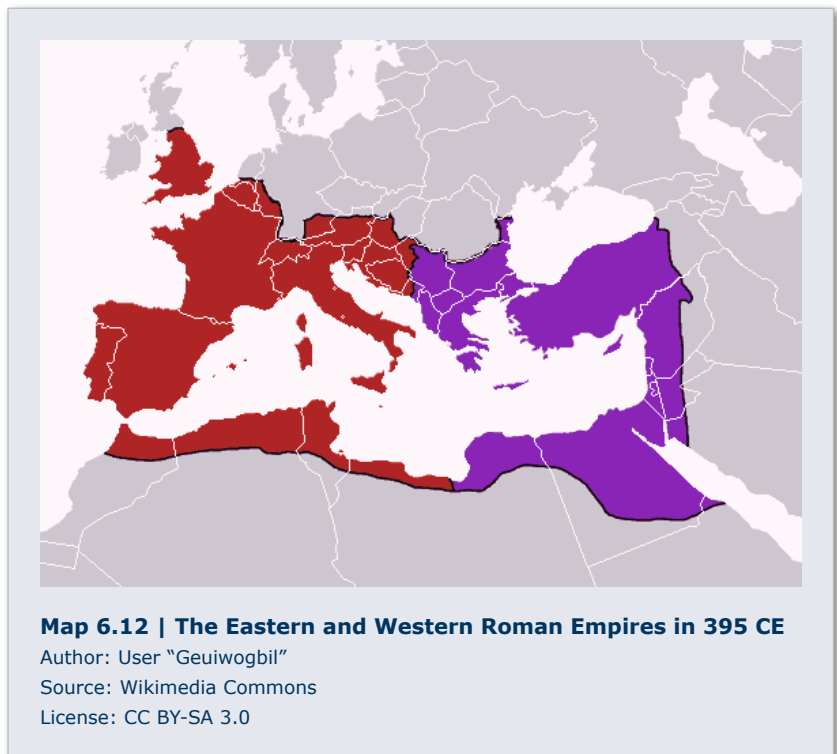 Map 6.12 | The Eastern and Western Roman Empires in 395 CE
Author: User “Geuiwogbil”
Source: Wikimedia Commons
License: CC BY-SA 3.0